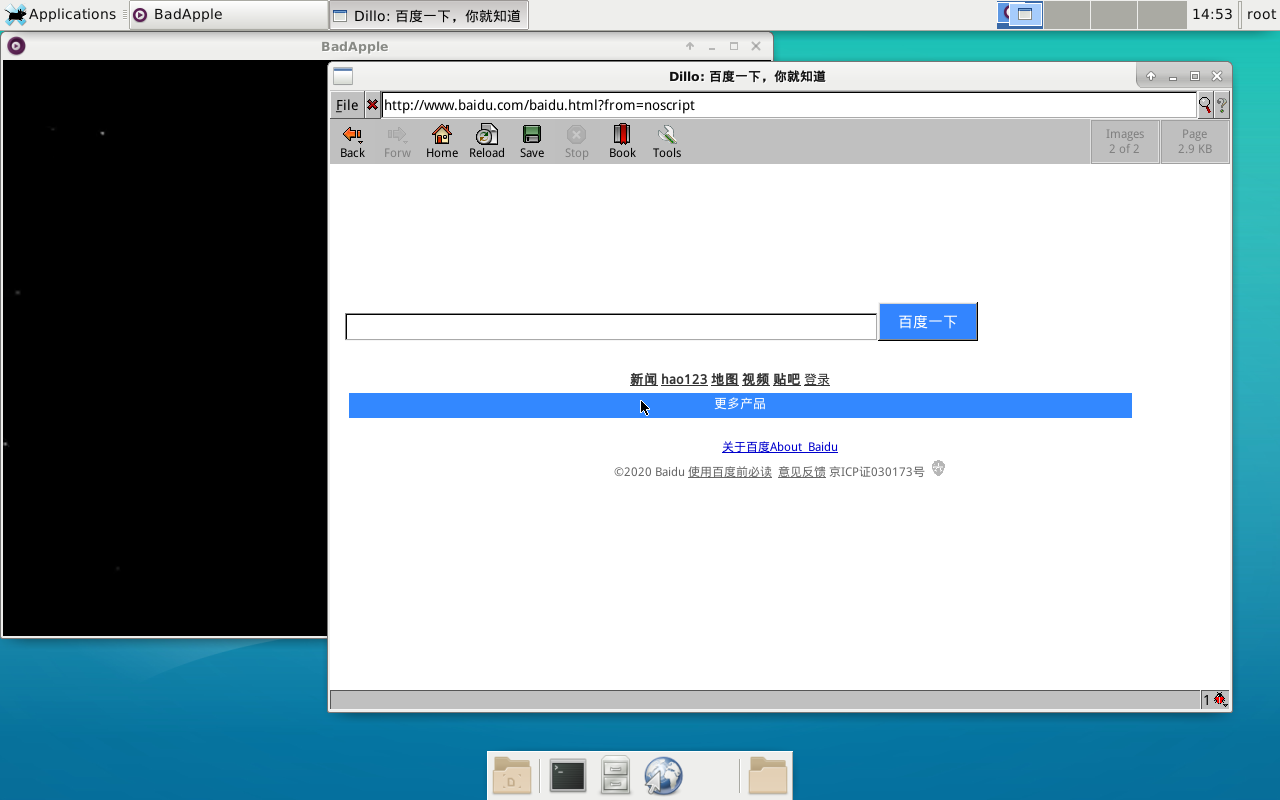 Applications
BadApple
Dillo: 百度一下，你就知道
14:53
root
BadApple
Dillo: 百度一下，你就知道
File
http://www.baidu.com/baidu.html?from=noscript
?
Back
Forw
Home
Reload
Save
Stop
Book
Tools
Images
2 of 2
Page
2.9 KB
百度一下
新闻 hao123 地图 视频 贴吧 登录
更多产品
关于百度About Baidu
©2020 Baidu 使用百度前必读 意见反馈 京ICP证030173号
1